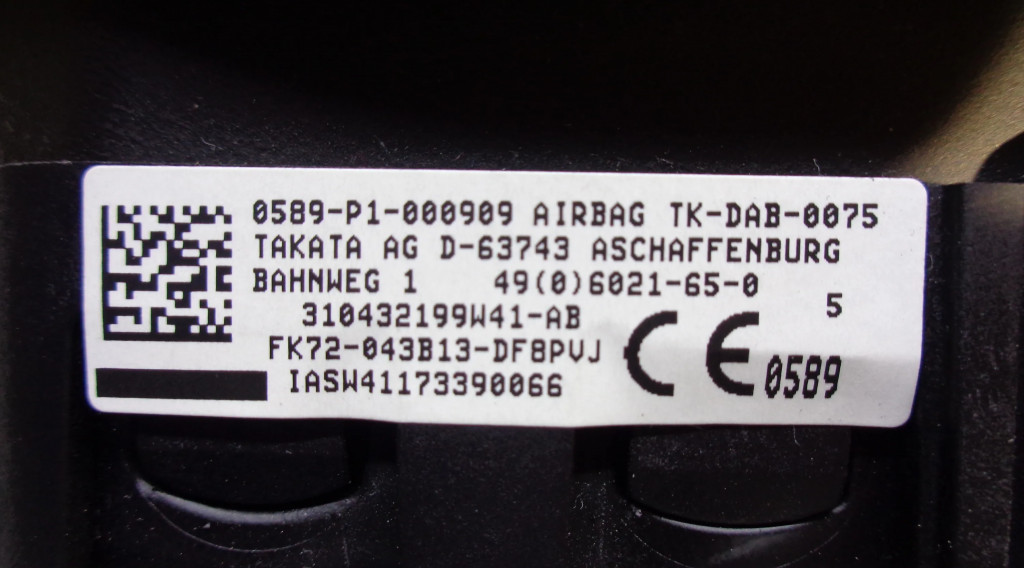 0589-P1-000909 AIRBAG TK-DAB-0075
TAKATA AG D-63743 ASCHAFFENBURG
BAHNWEG 1 49(0)6021-65-0
5
310432199W41-AB
FK72-043B13-DF8PVJ
IASW41173390066
CE 0589